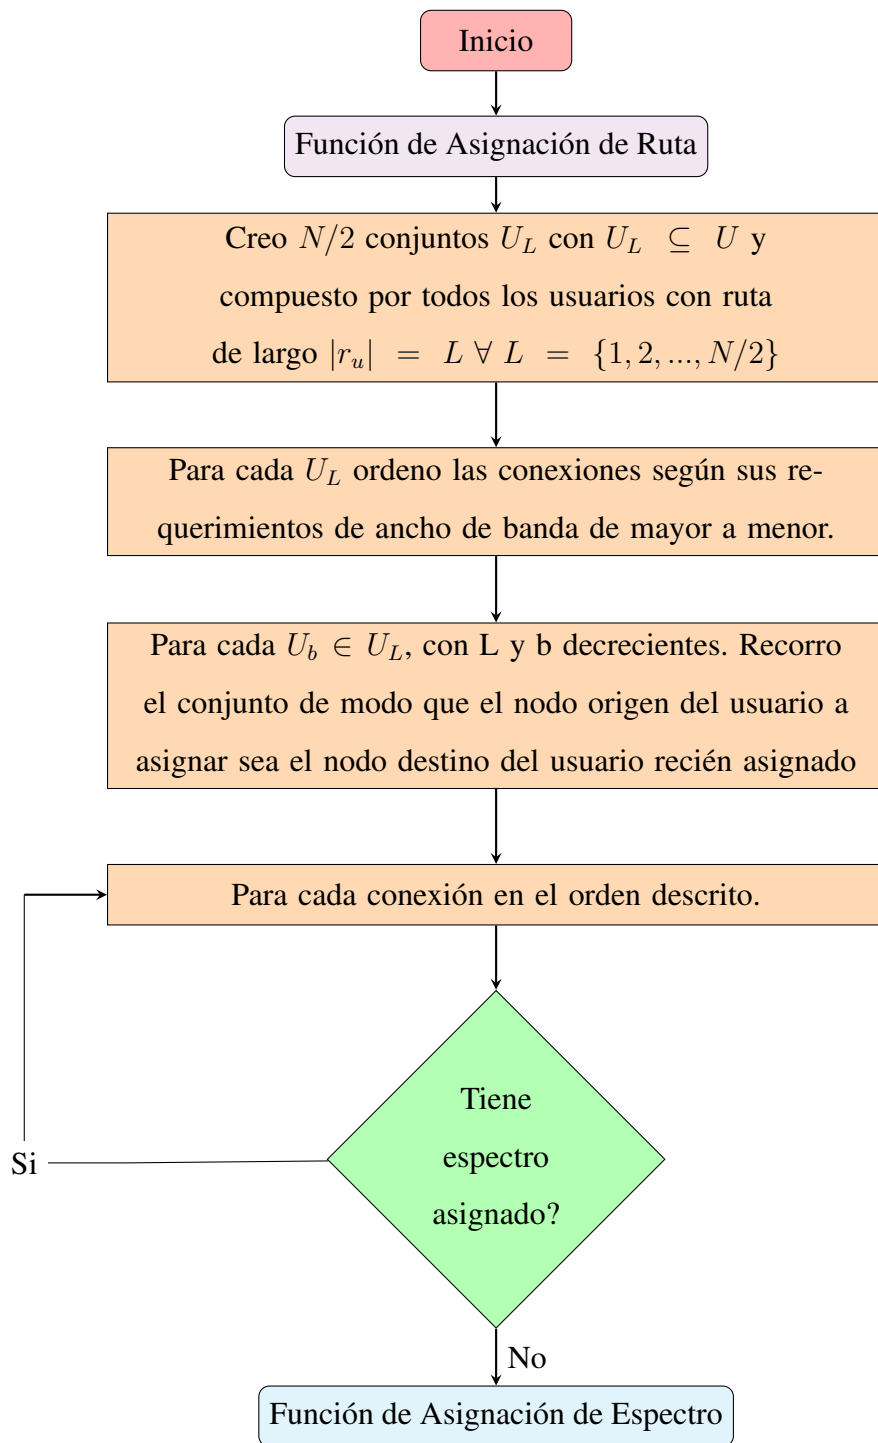 Inicio
Función de Asignación de Ruta
Creo N/2 conjuntos U_L con U_L ⊆ U y
compuesto por todos los usuarios con ruta
de largo |r_u| = L ∀ L = {1, 2, ..., N/2}
Para cada U_L ordeno las conexiones según sus re-
querimientos de ancho de banda de mayor a menor.
Para cada U_b ∈ U_L, con L y b decrecientes. Recorro
el conjunto de modo que el nodo origen del usuario a
asignar sea el nodo destino del usuario recién asignado
Para cada conexión en el orden descrito.
Tiene
espectro
asignado?
Si
No
Función de Asignación de Espectro